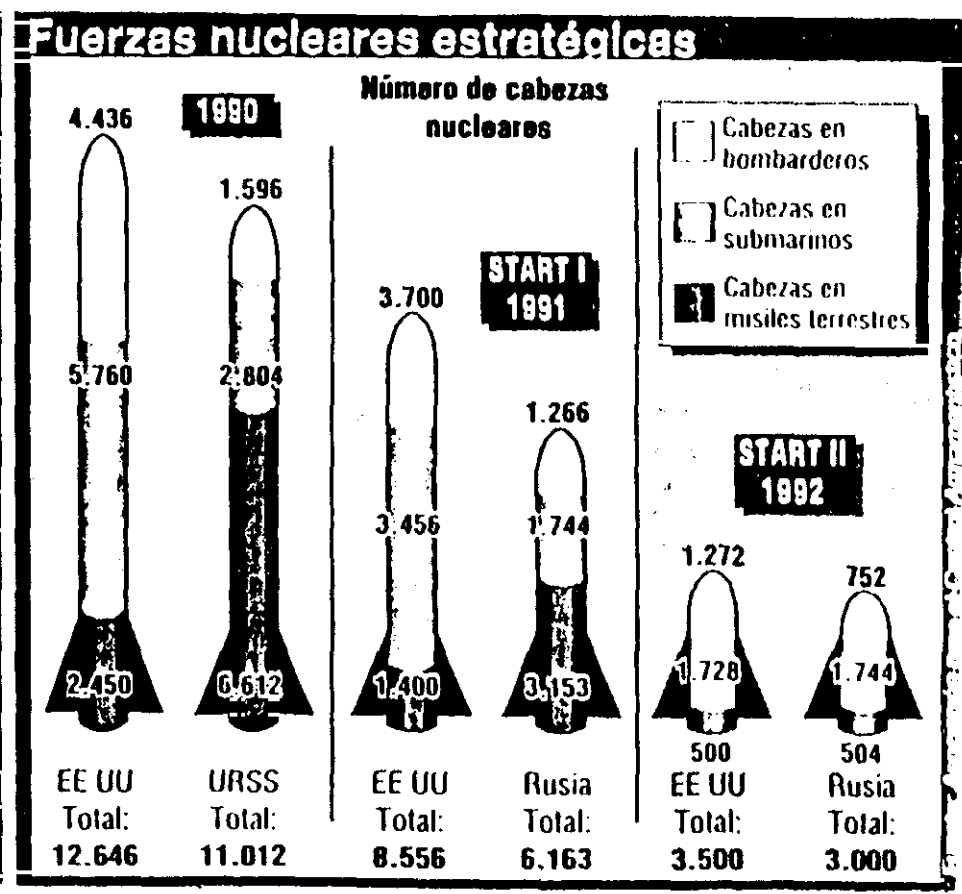 Fuerzas nucleares estratégicas
Número de cabezas
nucleares
Cabezas en
bombarderos
Cabezas en
submarinos
Cabezas en
misiles terrestres
1990
4.436
5.760
2.450
EE UU
Total:
12.646
1.596
2.804
6.612
URSS
Total:
11.012
START I
1991
3.700
3.456
1.400
EE UU
Total:
8.556
1.266
1.744
3.153
Rusia
Total:
6.163
START II
1992
1.272
1.728
500
EE UU
Total:
3.500
752
1.744
504
Rusia
Total:
3.000